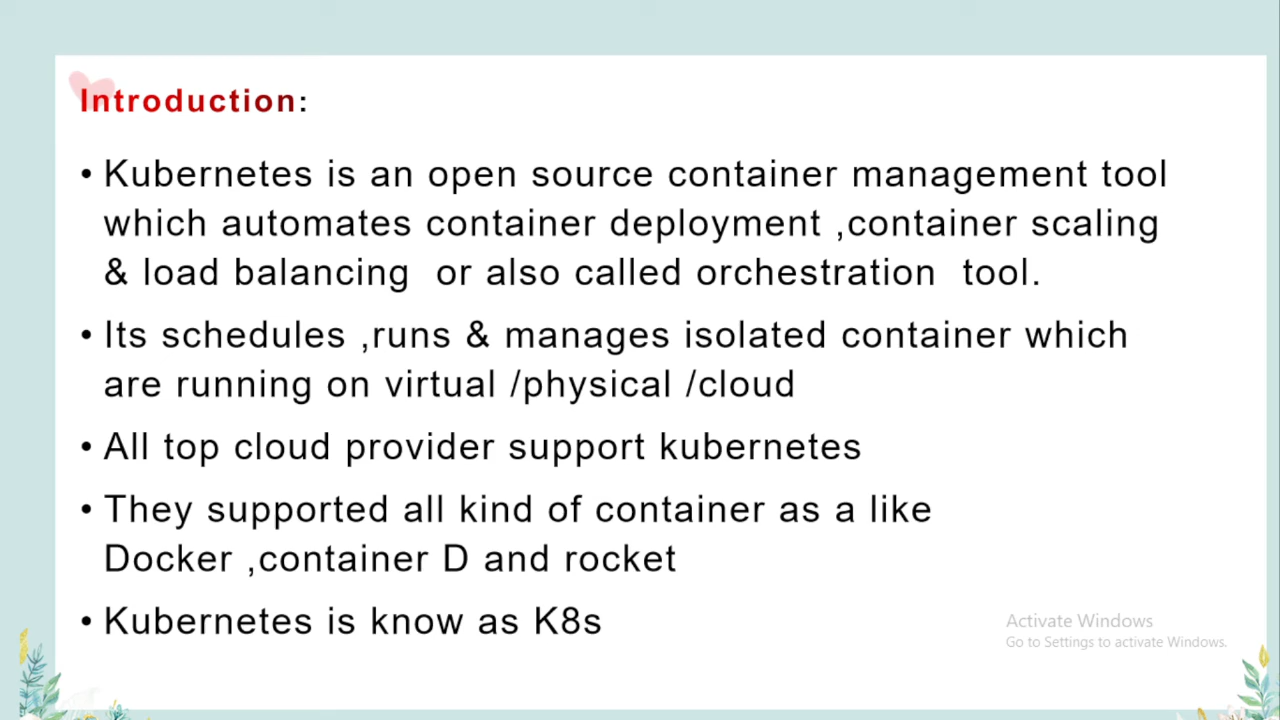 Introduction:
• Kubernetes is an open source container management tool
which automates container deployment ,container scaling
& load balancing  or also called orchestration  tool.
• Its schedules ,runs & manages isolated container which
are running on virtual /physical /cloud
• All top cloud provider support kubernetes
• They supported all kind of container as a like
Docker ,container D and rocket
• Kubernetes is know as K8s
Activate Windows
Go to Settings to activate Windows.